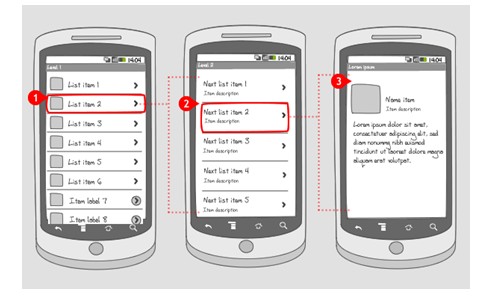 14:04
Level 1
1
List item 1
List item 2
List item 3
List item 4
List item 5
List item 6
Item label 7
Item label 8
14:04
Level 2
2
Next list item 1
Item description
Next list item 2
Item description
Next list item 3
Item description
Next list item 4
Item description
Next list item 5
Item description
14:04
Lorem ipsum
3
Name item
Item description
Lorem ipsum dolor sit amet,
consectetuer adipiscing elit, sed
diam nonummy nibh euismod
tincidunt ut laoreet dolore magna
aliquam erat volutpat.